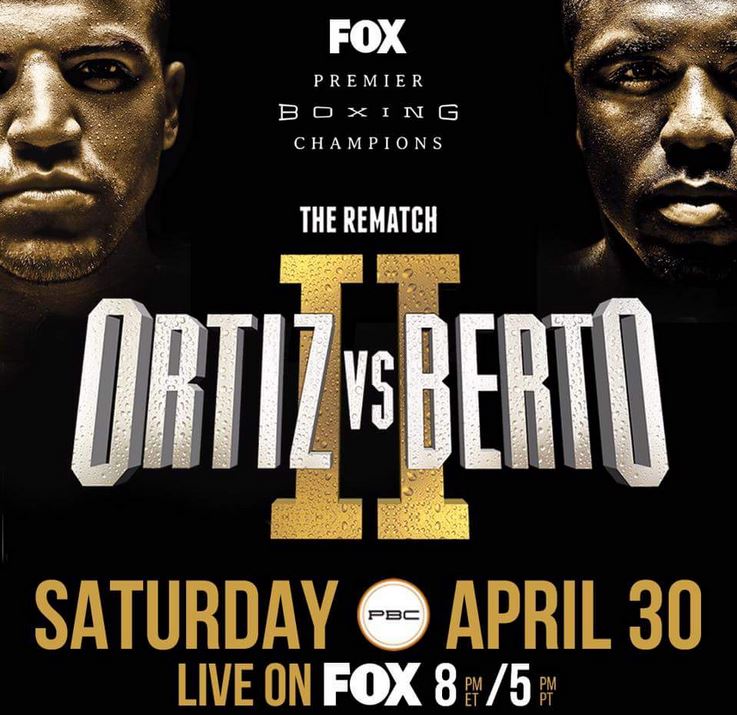 FOX
PREMIER
BOXING
CHAMPIONS
THE REMATCH
II
ORTIZ VS BERTO
SATURDAY PBC APRIL 30
LIVE ON FOX 8 PM ET / 5 PM PT